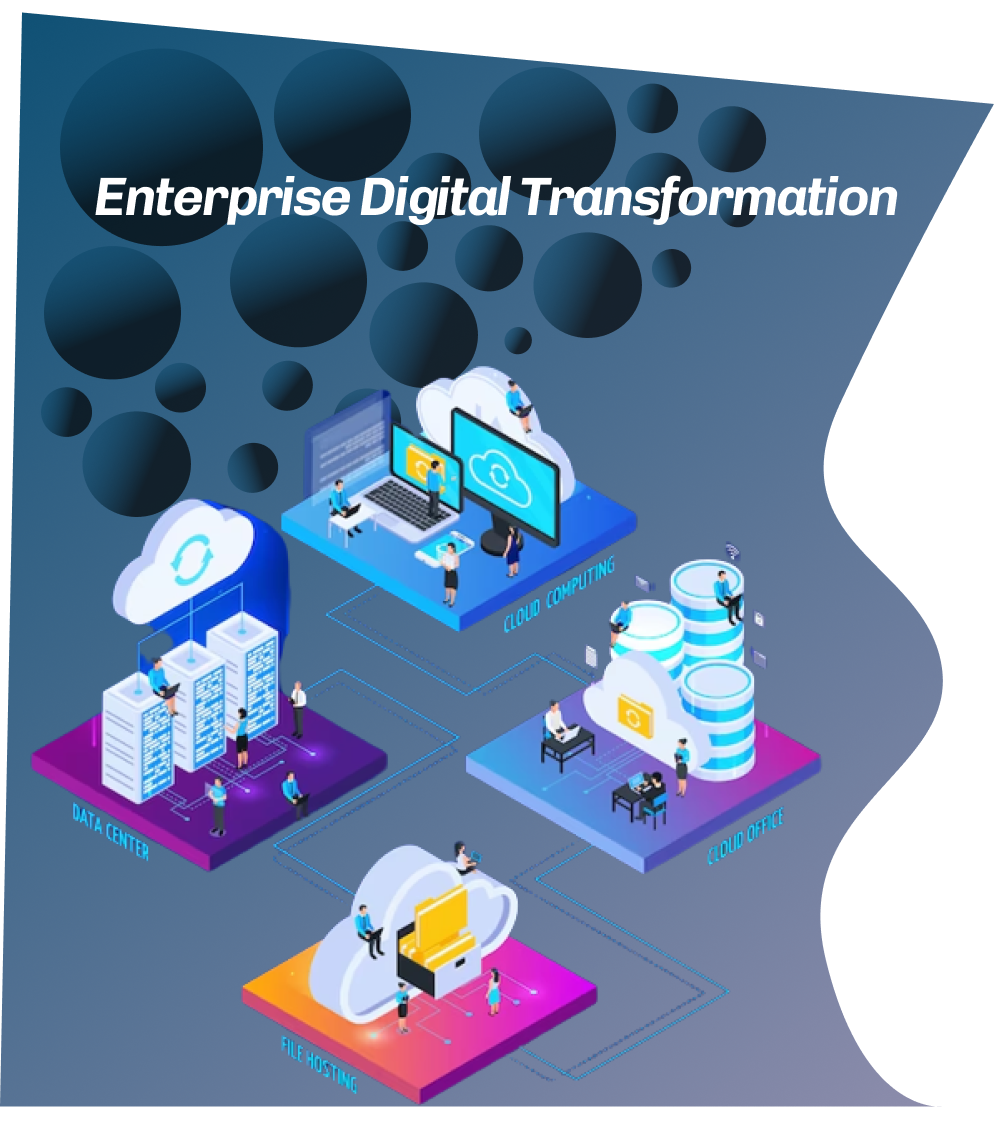 Enterprise Digital Transformation
CLOUD COMPUTING
DATA CENTER
CLOUD OFFICE
FILE HOSTING